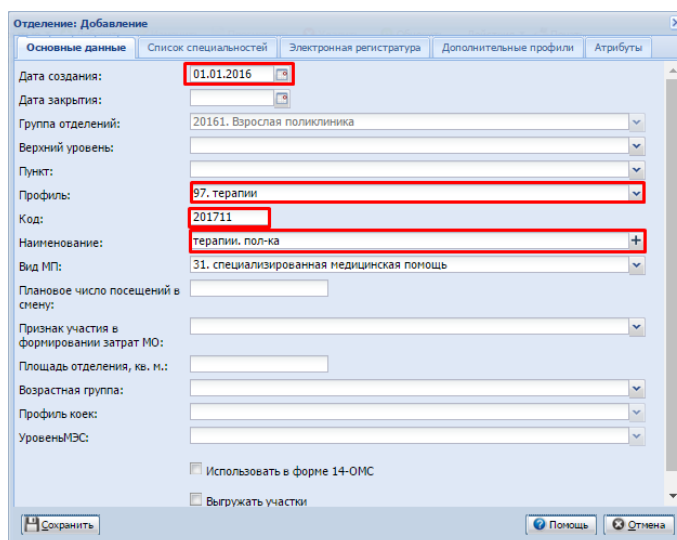 Отделение: Добавление
Основные данные Список специальностей Электронная регистратура Дополнительные профили Атрибуты
Дата создания: 01.01.2016
Дата закрытия:
Группа отделений: 20161. Взрослая поликлиника
Верхний уровень:
Пункт:
Профиль: 97. терапии
Код: 201711
Наименование: терапии. пол-ка
Вид МП: 31. специализированная медицинская помощь
Плановое число посещений в
смену:
Признак участия в
формировании затрат МО:
Площадь отделения, кв. м.:
Возрастная группа:
Профиль коек:
УровеньМЭС:
Использовать в форме 14-ОМС
Выгружать участки
Сохранить Помощь Отмена